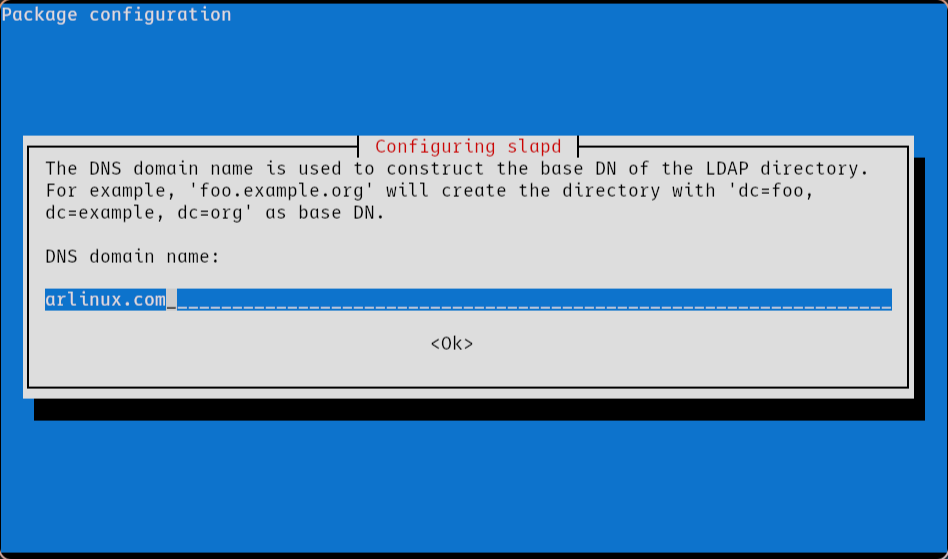 Package configuration
Configuring slapd
The DNS domain name is used to construct the base DN of the LDAP directory.
For example, 'foo.example.org' will create the directory with 'dc=foo,
dc=example, dc=org' as base DN.
DNS domain name:
arlinux.com
<Ok>